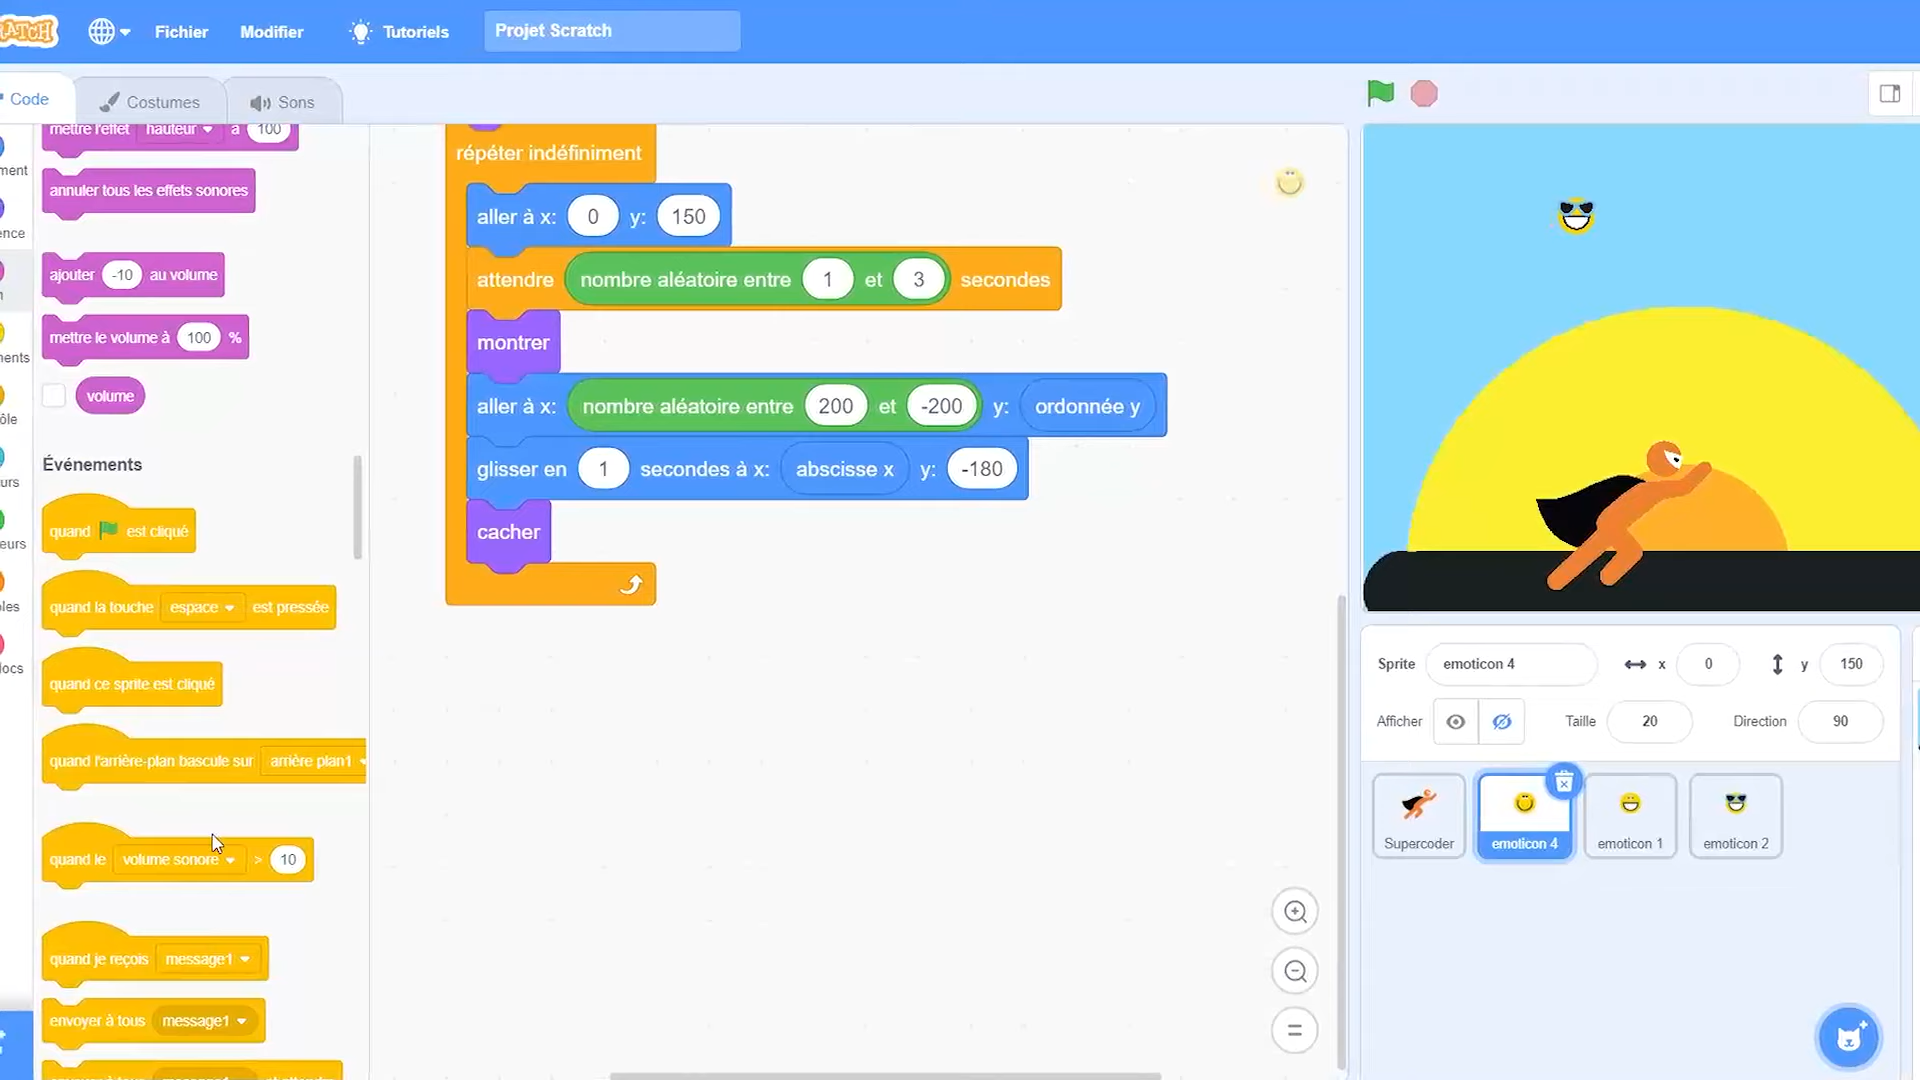 Fichier
Modifier
Tutoriels
Projet Scratch
Code
Costumes
Sons
mettre l'effet hauteur à 100
annuler tous les effets sonores
ajouter -10 au volume
mettre le volume à 100 %
volume
Événements
quand est cliqué
quand la touche espace est pressée
quand ce sprite est cliqué
quand l'arrière-plan bascule sur arrière plan1
quand le volume sonore > 10
quand je reçois message1
envoyer à tous message1
répéter indéfiniment
aller à x: 0 y: 150
attendre nombre aléatoire entre 1 et 3 secondes
montrer
aller à x: nombre aléatoire entre 200 et -200 y: ordonnée y
glisser en 1 secondes à x: abscisse x y: -180
cacher
Sprite emoticon 4 x 0 y 150
Afficher Taille 20 Direction 90
Supercoder
emoticon 4
emoticon 1
emoticon 2